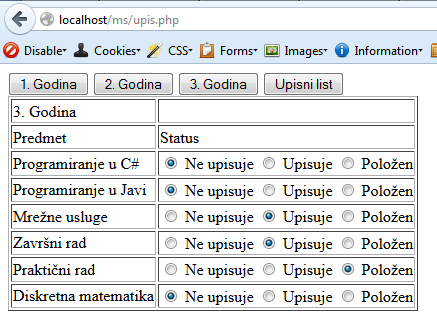 localhost/ms/upis.php
Disable Cookies CSS Forms Images Information
1. Godina 2. Godina 3. Godina Upisni list
3. Godina
Predmet Status
Programiranje u C# Ne upisuje Upisuje Položen
Programiranje u Javi Ne upisuje Upisuje Položen
Mrežne usluge Ne upisuje Upisuje Položen
Završni rad Ne upisuje Upisuje Položen
Praktični rad Ne upisuje Upisuje Položen
Diskretna matematika Ne upisuje Upisuje Položen